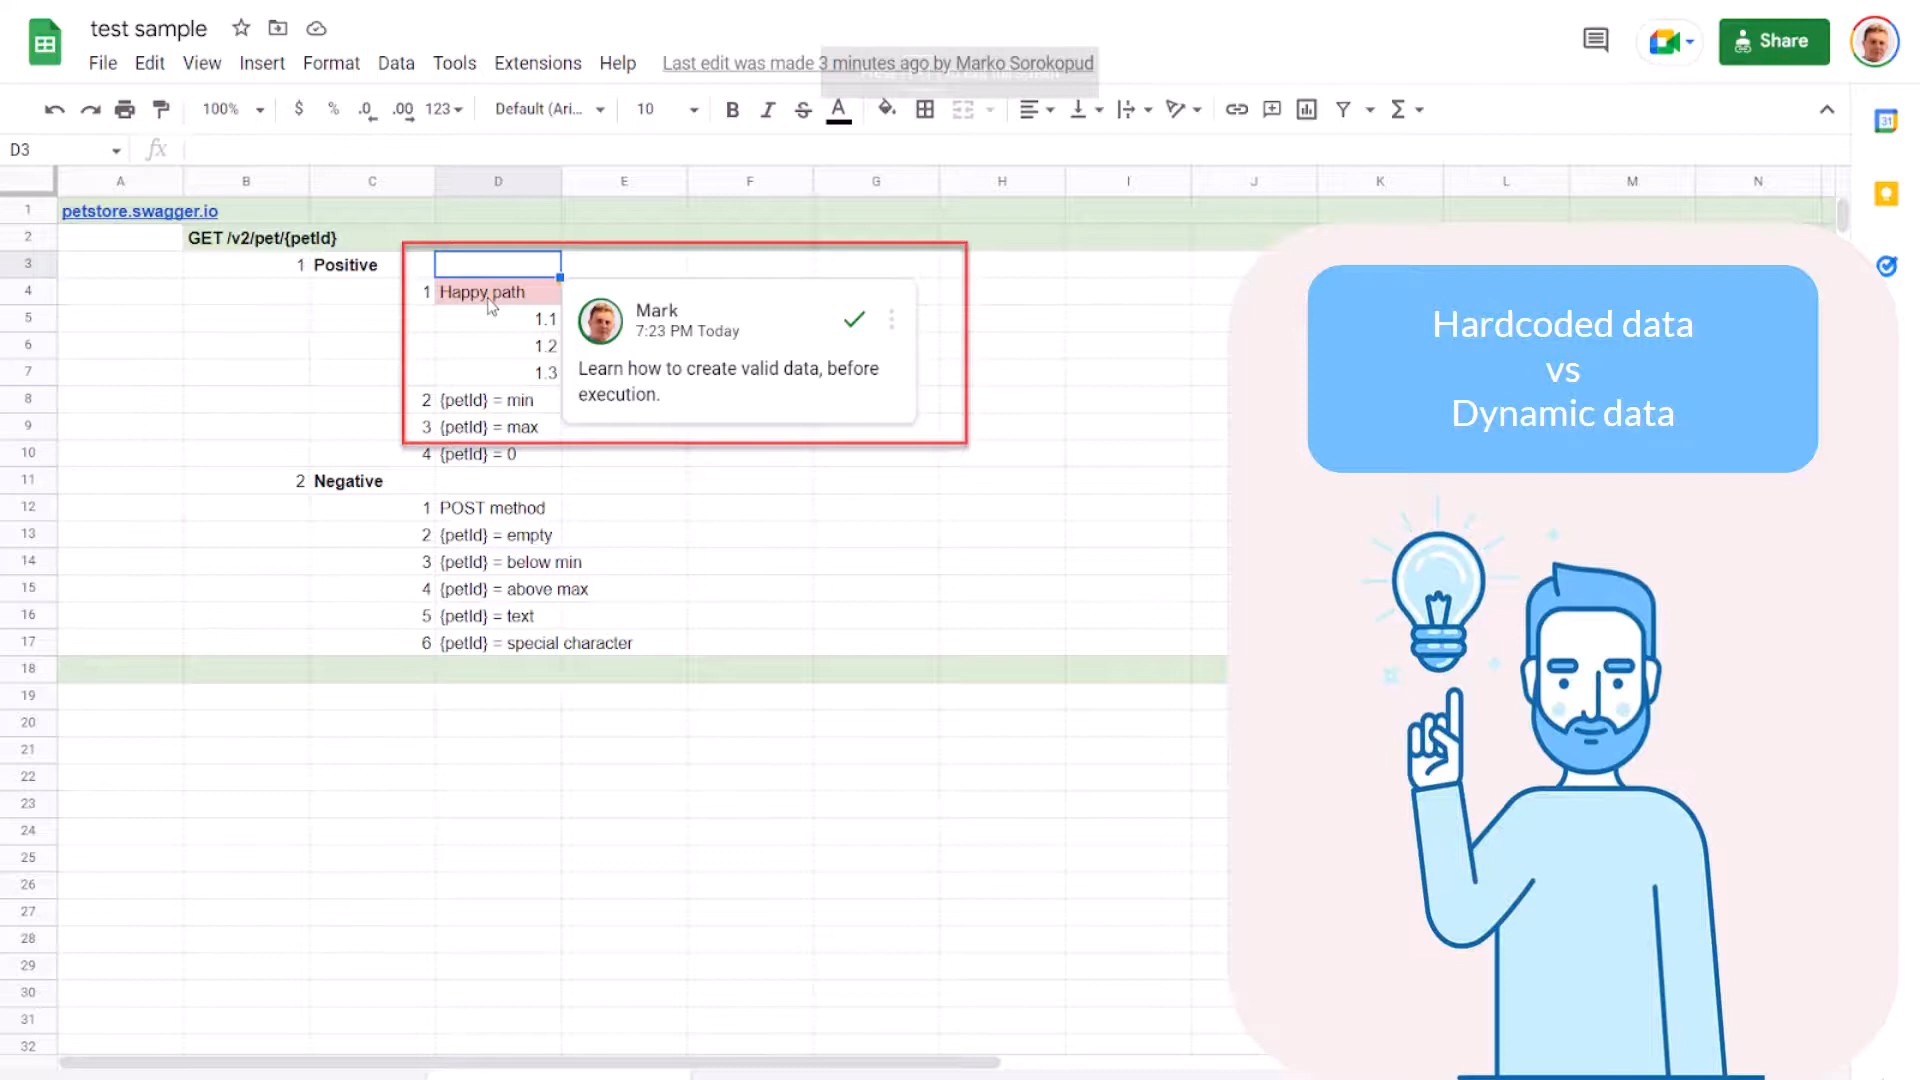 test sample
File Edit View Insert Format Data Tools Extensions Help Last edit was made 3 minutes ago by Marko Sorokopud
Share
100% $ % .0 .00 123 Default (Ari... 10 B I S A Σ
31
D3 fx
A B C D E F G H I J K L M N
1 petstore.swagger.io
2 GET /v2/pet/{petId}
3 1 Positive
4 1 Happy path
5 1.1
6 1.2
7 1.3
8 2 {petId} = min
9 3 {petId} = max
10 4 {petId} = 0
11 2 Negative
12 1 POST method
13 2 {petId} = empty
14 3 {petId} = below min
15 4 {petId} = above max
16 5 {petId} = text
17 6 {petId} = special character
18
19
20
21
22
23
24
25
26
27
28
29
30
31
32
Mark
7:23 PM Today
Learn how to create valid data, before
execution.
Hardcoded data
vs
Dynamic data